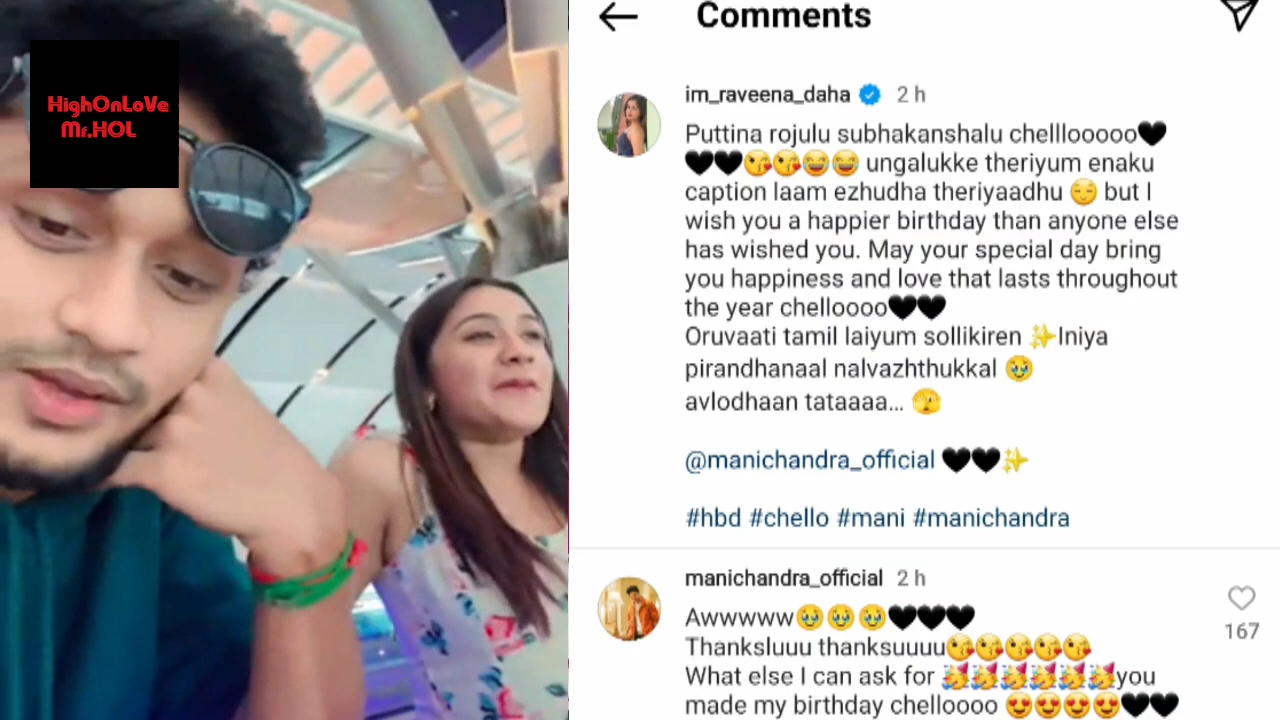 HighOnLoVe
Mr.HOL
Comments
im_raveena_daha 2 h
Puttina rojulu subhakanshalu chelllooooo🖤
🖤🖤😘😘😂😂 ungalukke theriyum enaku
caption laam ezhudha theriyaadhu 😌 but I
wish you a happier birthday than anyone else
has wished you. May your special day bring
you happiness and love that lasts throughout
the year chelloooo🖤🖤
Oruvaati tamil laiyum sollikiren ✨Iniya
pirandhanaal nalvazhthukkal 🥹
avlodhaan tataaaa... 🫣
@manichandra_official 🖤🖤✨
#hbd #chello #mani #manichandra
manichandra_official 2 h
Awwwww🥹🥹🥹🖤🖤🖤
Thanksluuu thanksuuuu😘😘😘😘😘
What else I can ask for 🥳🥳🥳🥳🥳🥳you
made my birthday chelloooo 😍😍😍😍🖤🖤
167